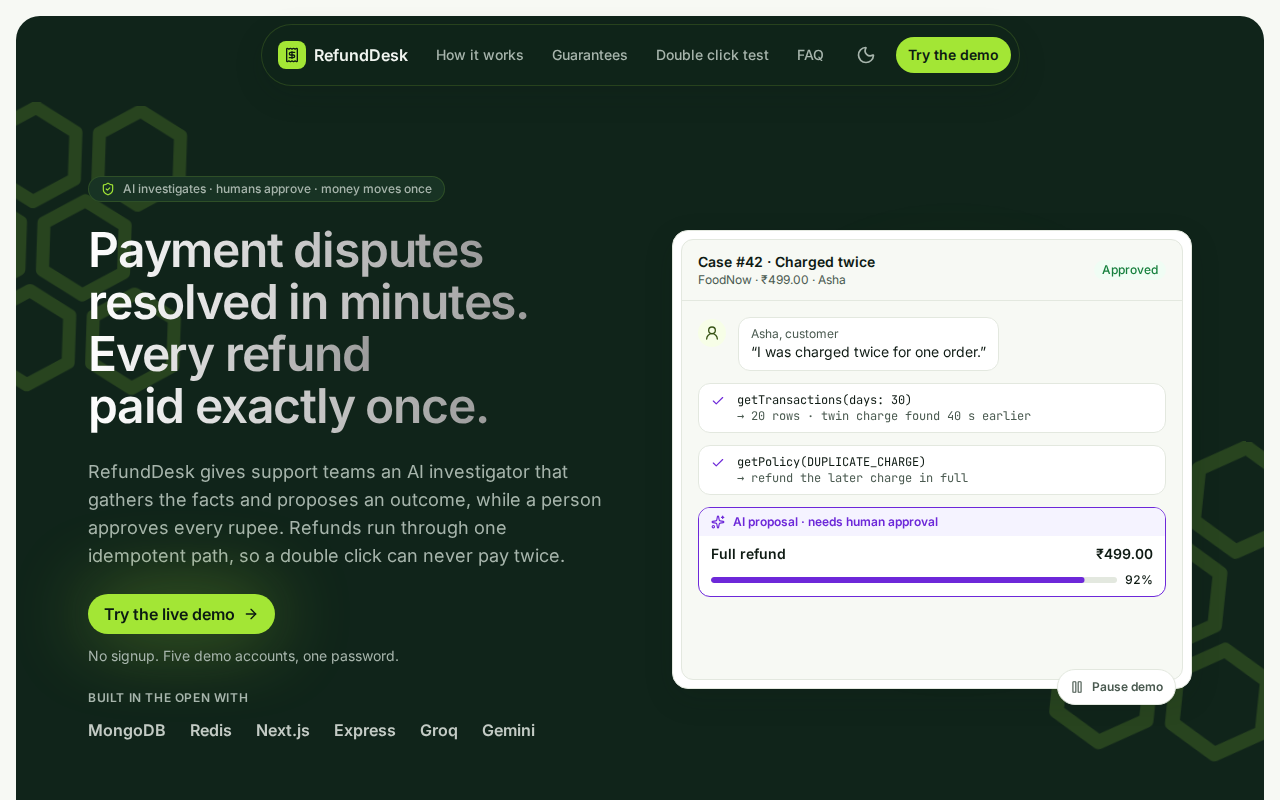 RefundDesk
How it works
Guarantees
Double click test
FAQ
Try the demo
AI investigates · humans approve · money moves once
Payment disputes
resolved in minutes.
Every refund
paid exactly once.
RefundDesk gives support teams an AI investigator that
gathers the facts and proposes an outcome, while a person
approves every rupee. Refunds run through one
idempotent path, so a double click can never pay twice.
Try the live demo
No signup. Five demo accounts, one password.
BUILT IN THE OPEN WITH
MongoDB Redis Next.js Express Groq Gemini
Case #42 · Charged twice
FoodNow · ₹499.00 · Asha
Approved
Asha, customer
“I was charged twice for one order.”
getTransactions(days: 30)
→ 20 rows · twin charge found 40 s earlier
getPolicy(DUPLICATE_CHARGE)
→ refund the later charge in full
AI proposal · needs human approval
Full refund ₹499.00
92%
Pause demo